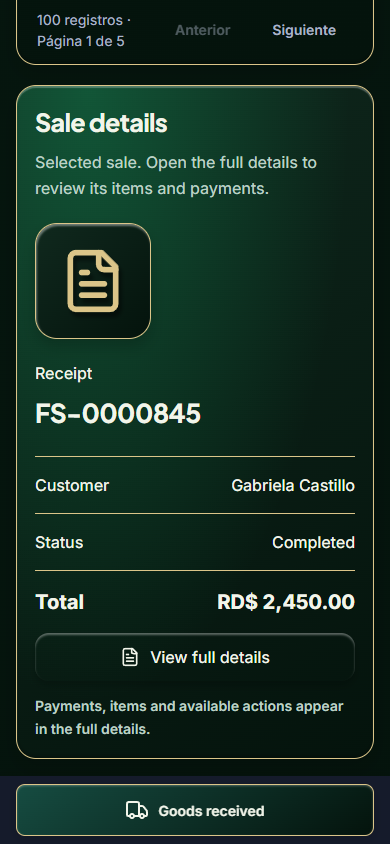 100 registros ·
Página 1 de 5
Anterior
Siguiente
Sale details
Selected sale. Open the full details to
review its items and payments.
Receipt
FS-0000845
Customer Gabriela Castillo
Status Completed
Total RD$ 2,450.00
View full details
Payments, items and available actions appear
in the full details.
Goods received